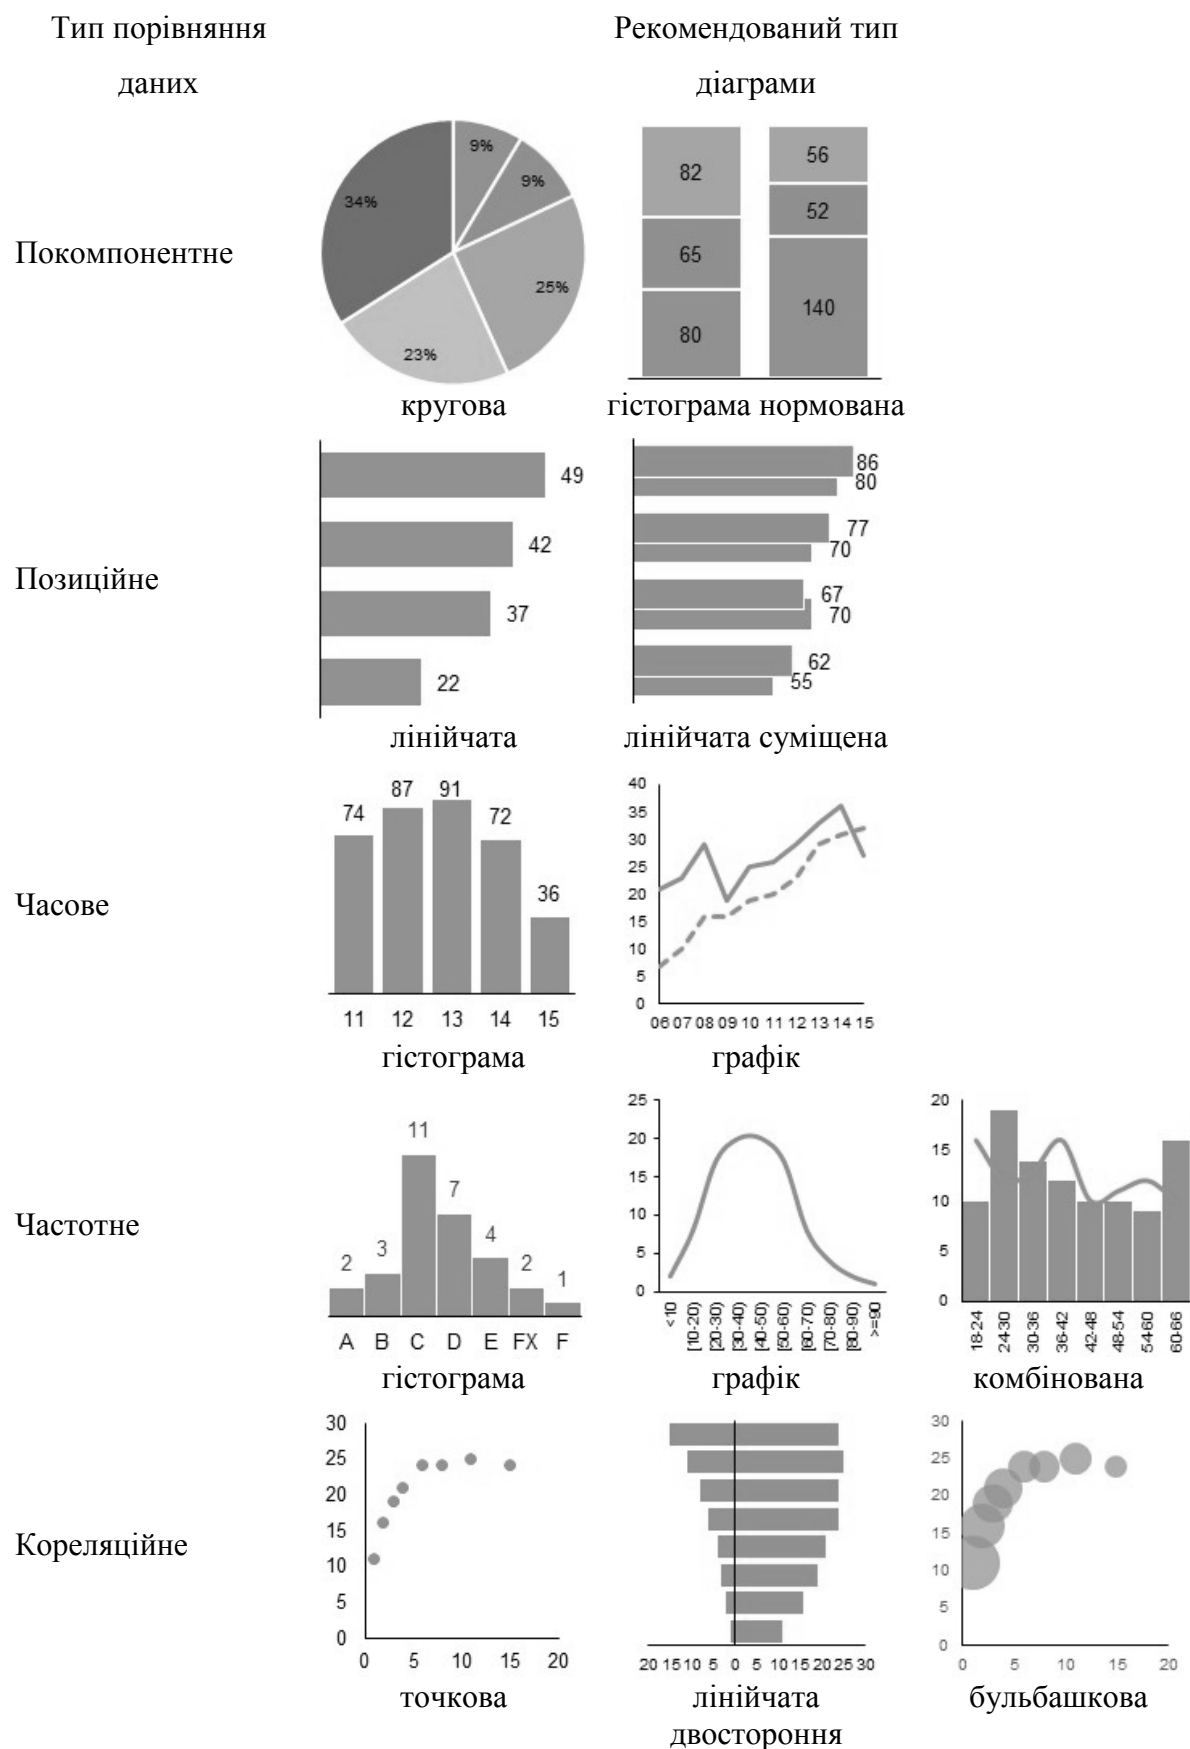 Тип порівняння
даних
Рекомендований тип
діаграми
Покомпонентне
34%
9%
9%
25%
23%
кругова
82
65
80
56
52
140
гістограма нормована
Позиційне
49
42
37
22
лінійчата
86
80
77
70
67
70
62
55
лінійчата суміщена
Часове
74
87
91
72
36
11 12 13 14 15
гістограма
40
35
30
25
20
15
10
5
0
06 07 08 09 10 11 12 13 14 15
графік
Частотне
2
3
11
7
4
2
1
A B C D E FX F
гістограма
25
20
15
10
5
0
<10 [10-20) [20-30) [30-40) [40-50) [50-60) [60-70) [70-80) [80-90) >=90
графік
20
15
10
5
0
18-24 24-30 30-36 36-42 42-48 48-54 54-60 60-66
комбінована
Кореляційне
30
25
20
15
10
5
0
0 5 10 15 20
точкова
20 15 10 5 0 5 10 15 20 25 30
лінійчата
двостороння
30
25
20
15
10
5
0
0 5 10 15 20
бульбашкова